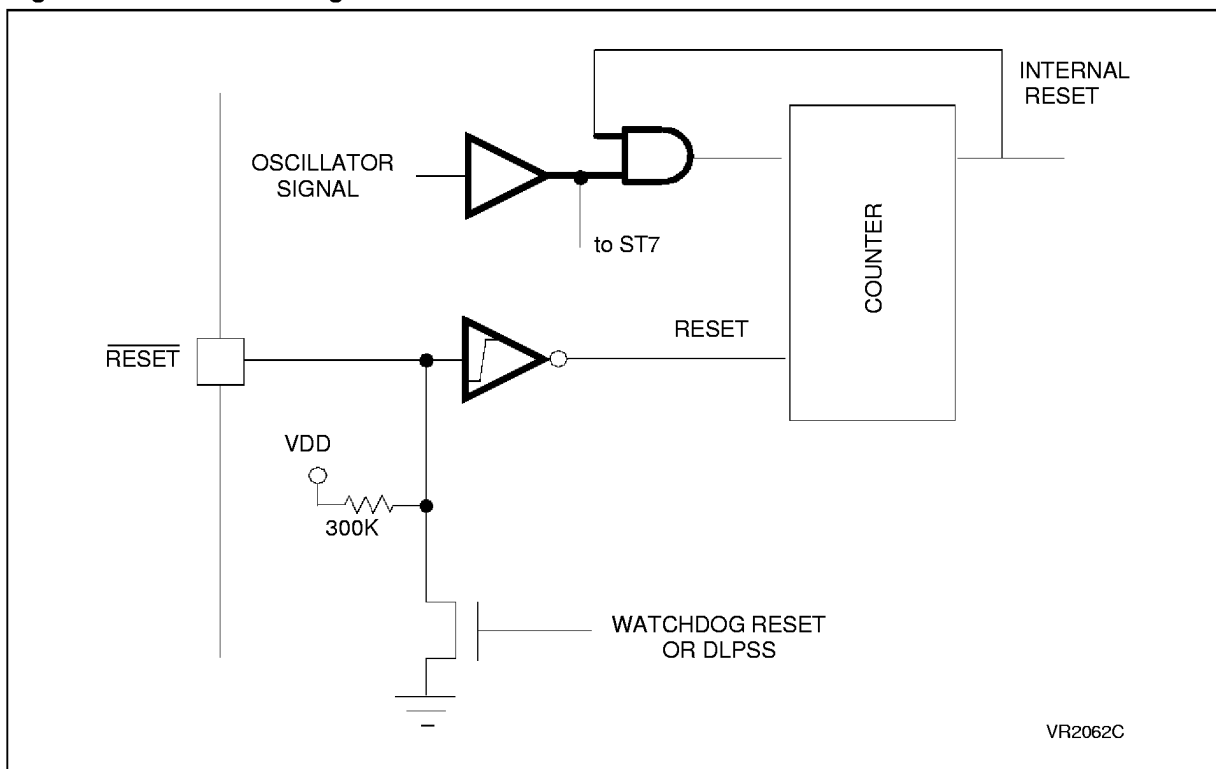 INTERNAL
RESET
OSCILLATOR
SIGNAL
to ST7
COUNTER
RESET
RESET
VDD
300K
WATCHDOG RESET
OR DLPSS
VR2062C